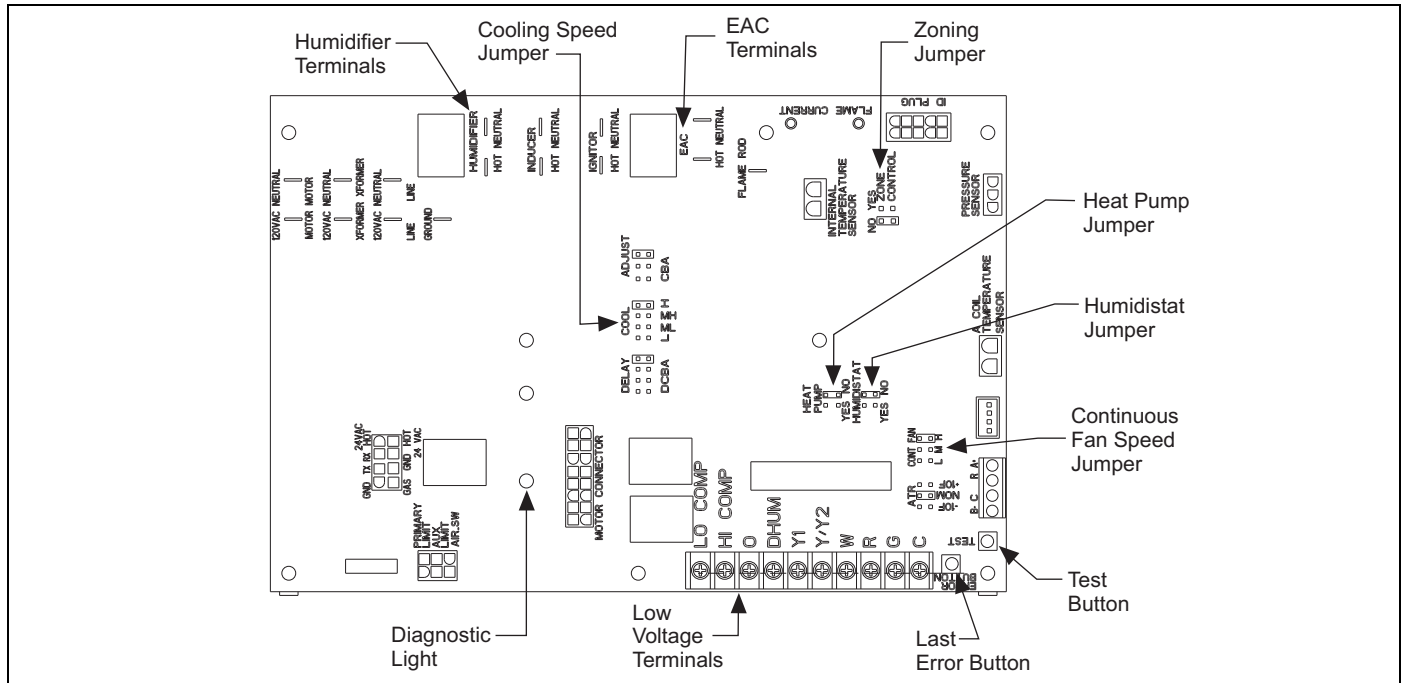 Humidifier
Terminals
Cooling Speed
Jumper
EAC
Terminals
Zoning
Jumper
HUMIDIFIER
HOT NEUTRAL
INDUCER
HOT NEUTRAL
IGNITOR
HOT NEUTRAL
EAC
HOT NEUTRAL
FLAME ROD
FLAME CURRENT
ID PLUG
120VAC NEUTRAL
MOTOR MOTOR
120VAC NEUTRAL
XFORMER XFORMER
120VAC NEUTRAL
LINE LINE
GROUND
INTERNAL
TEMPERATURE
SENSOR
NO YES
ZONE
CONTROL
PRESSURE
SENSOR
Heat Pump
Jumper
ADJUST
CBA
COOL
L ML MH H
DELAY
DCBA
A COIL
TEMPERATURE
SENSOR
Humidistat
Jumper
HEAT
PUMP
YES NO
HUMIDISTAT
YES NO
Continuous
Fan Speed
Jumper
CONT FAN
L M H
ATR
-10F NOM +10F
B- C R A+
24VAC
GND TX RX HOT
GAS GND HOT
24 VAC
MOTOR CONNECTOR
PRIMARY
LIMIT
AUX
LIMIT
AIR.SW
LO COMP
HI COMP
O
DHUM
Y1
Y/Y2
W
R
G
C
TEST
ERROR
BUTTON
Test
Button
Diagnostic
Light
Low
Voltage
Terminals
Last
Error Button